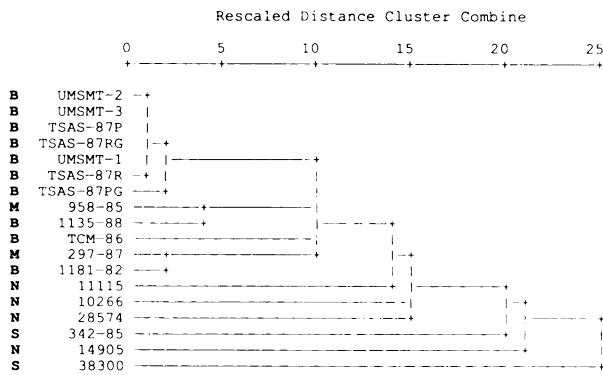 Rescaled Distance Cluster Combine
0 5 10 15 20 25
B UMSMT-2
B UMSMT-3
B TSAS-87P
B TSAS-87RG
B UMSMT-1
B TSAS-87R
B TSAS-87PG
M 958-85
B 1135-88
B TCM-86
M 297-87
B 1181-82
N 11115
N 10266
N 28574
S 342-85
N 14905
S 38300